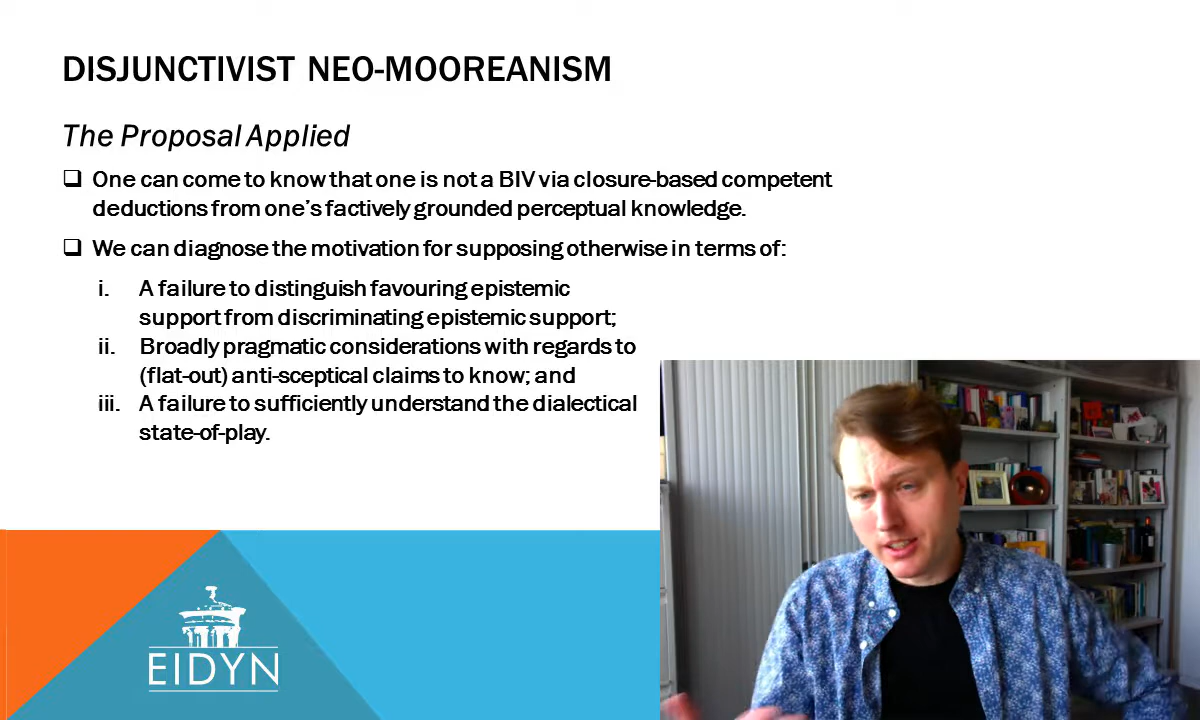 DISJUNCTIVIST NEO-MOOREANISM
The Proposal Applied
One can come to know that one is not a BIV via closure-based competent
deductions from one's factively grounded perceptual knowledge.
We can diagnose the motivation for supposing otherwise in terms of:
i. A failure to distinguish favouring epistemic
support from discriminating epistemic support;
ii. Broadly pragmatic considerations with regards to
(flat-out) anti-sceptical claims to know; and
iii. A failure to sufficiently understand the dialectical
state-of-play.
EIDYN